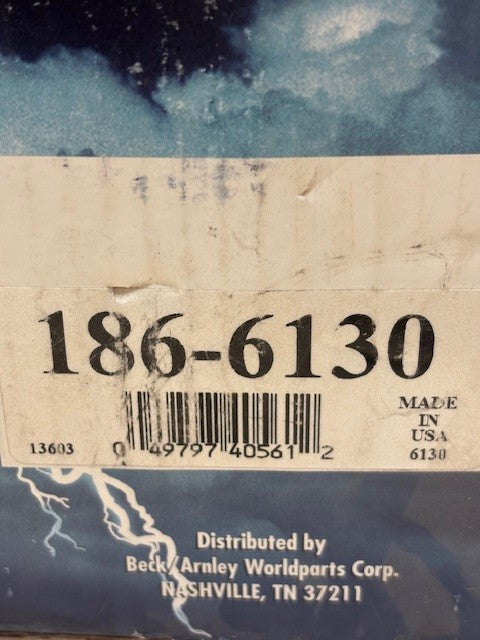 186-6130
13603
0 49797 40561 2
MADE
IN
USA
6130
Distributed by
Beck/Arnley Worldparts Corp.
NASHVILLE, TN 37211